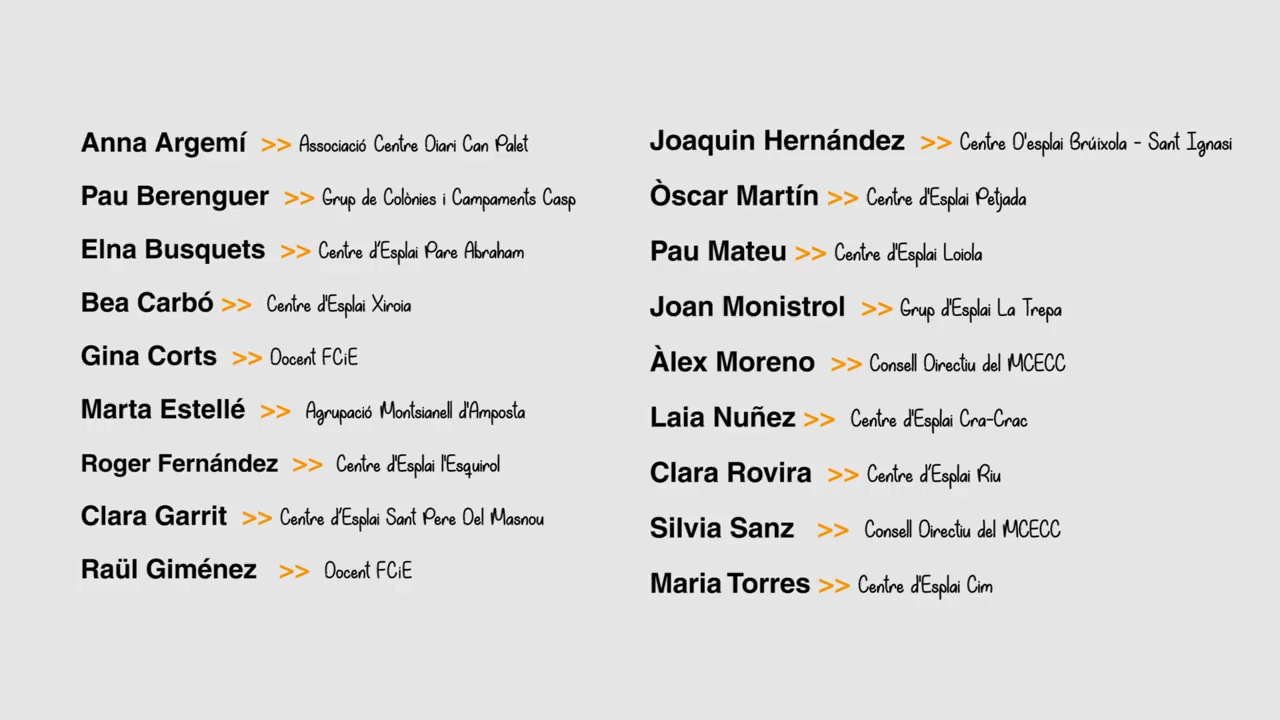 Anna Argemí >> Associació Centre Diari Can Palet
Pau Berenguer >> Grup de Colònies i Campaments Casp
Elna Busquets >> Centre d'Esplai Pare Abraham
Bea Carbó >> Centre d'Esplai Xiroia
Gina Corts >> Docent FCiE
Marta Estellé >> Agrupació Montsianell d'Amposta
Roger Fernández >> Centre d'Esplai l'Esquirol
Clara Garrit >> Centre d'Esplai Sant Pere Del Masnou
Raül Giménez >> Docent FCiE
Joaquin Hernández >> Centre D'esplai Brúixola - Sant Ignasi
Òscar Martín >> Centre d'Esplai Petjada
Pau Mateu >> Centre d'Esplai Loiola
Joan Monistrol >> Grup d'Esplai La Trepa
Àlex Moreno >> Consell Directiu del MCECC
Laia Nuñez >> Centre d'Esplai Cra-Crac
Clara Rovira >> Centre d'Esplai Riu
Silvia Sanz >> Consell Directiu del MCECC
Maria Torres >> Centre d'Esplai Cim